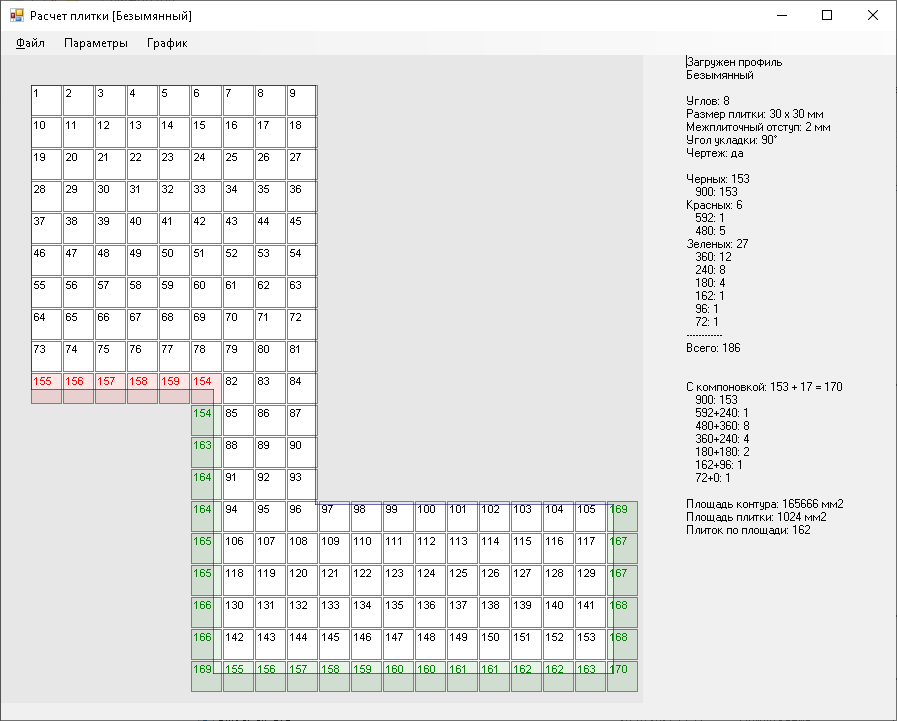 Расчет плитки [Безымянный]
Файл Параметры График
Загружен профиль
Безымянный
Углов: 8
Размер плитки: 30 x 30 мм
Межплиточный отступ: 2 мм
Угол укладки: 90°
Чертеж: да
Черных: 153
900: 153
Красных: 6
592: 1
480: 5
Зеленых: 27
360: 12
240: 8
180: 4
162: 1
96: 1
72: 1
------------
Всего: 186
С компоновкой: 153 + 17 = 170
900: 153
592+240: 1
480+360: 8
360+240: 4
180+180: 2
162+96: 1
72+0: 1
Площадь контура: 165666 мм2
Площадь плитки: 1024 мм2
Плиток по площади: 162
1 2 3 4 5 6 7 8 9
10 11 12 13 14 15 16 17 18
19 20 21 22 23 24 25 26 27
28 29 30 31 32 33 34 35 36
37 38 39 40 41 42 43 44 45
46 47 48 49 50 51 52 53 54
55 56 57 58 59 60 61 62 63
64 65 66 67 68 69 70 71 72
73 74 75 76 77 78 79 80 81
155 156 157 158 159 154 82 83 84
154 85 86 87
163 88 89 90
164 91 92 93
164 94 95 96 97 98 99 100 101 102 103 104 105 169
165 106 107 108 109 110 111 112 113 114 115 116 117 167
165 118 119 120 121 122 123 124 125 126 127 128 129 167
166 130 131 132 133 134 135 136 137 138 139 140 141 168
166 142 143 144 145 146 147 148 149 150 151 152 153 168
169 155 156 157 158 159 160 160 161 161 162 162 163 170